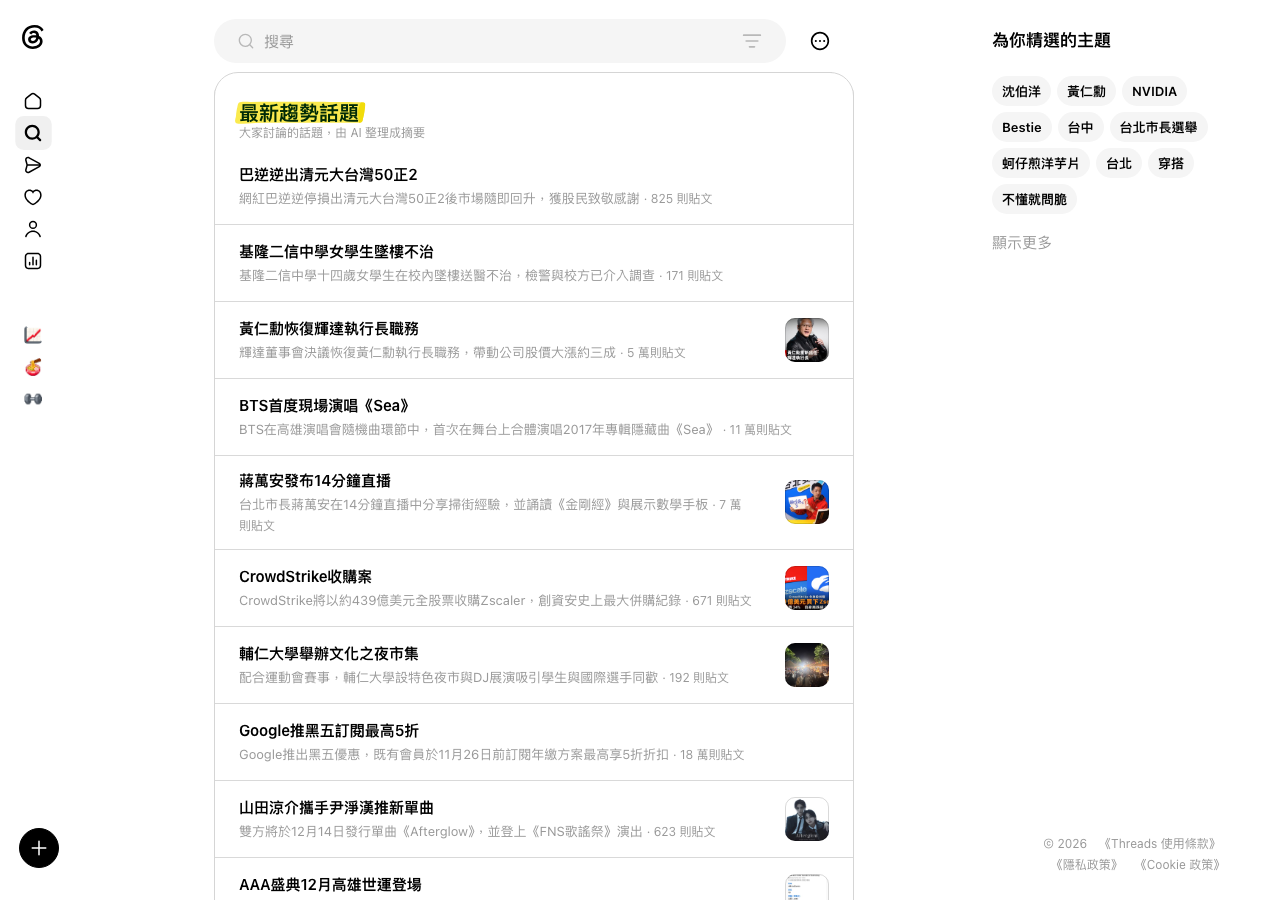 搜尋
最新趨勢話題
大家討論的話題，由 AI 整理成摘要
巴逆逆出清元大台灣50正2
網紅巴逆逆停損出清元大台灣50正2後市場隨即回升，獲股民致敬感謝 · 825 則貼文
基隆二信中學女學生墜樓不治
基隆二信中學十四歲女學生在校內墜樓送醫不治，檢警與校方已介入調查 · 171 則貼文
黃仁勳恢復輝達執行長職務
輝達董事會決議恢復黃仁勳執行長職務，帶動公司股價大漲約三成 · 5 萬則貼文
BTS首度現場演唱《Sea》
BTS在高雄演唱會隨機曲環節中，首次在舞台上合體演唱2017年專輯隱藏曲《Sea》 · 11 萬則貼文
蔣萬安發布14分鐘直播
台北市長蔣萬安在14分鐘直播中分享掃街經驗，並誦讀《金剛經》與展示數學手板 · 7 萬
則貼文
CrowdStrike收購案
CrowdStrike將以約439億美元全股票收購Zscaler，創資安史上最大併購紀錄 · 671 則貼文
輔仁大學舉辦文化之夜市集
配合運動會賽事，輔仁大學設特色夜市與DJ展演吸引學生與國際選手同歡 · 192 則貼文
Google推黑五訂閱最高5折
Google推出黑五優惠，既有會員於11月26日前訂閱年繳方案最高享5折折扣 · 18 萬則貼文
山田涼介攜手尹淨漢推新單曲
雙方將於12月14日發行單曲《Afterglow》，並登上《FNS歌謠祭》演出 · 623 則貼文
AAA盛典12月高雄世運登場
為你精選的主題
沈伯洋 黃仁勳 NVIDIA
Bestie 台中 台北市長選舉
蚵仔煎洋芋片 台北 穿搭
不懂就問脆
顯示更多
© 2026 《Threads 使用條款》
《隱私政策》 《Cookie 政策》